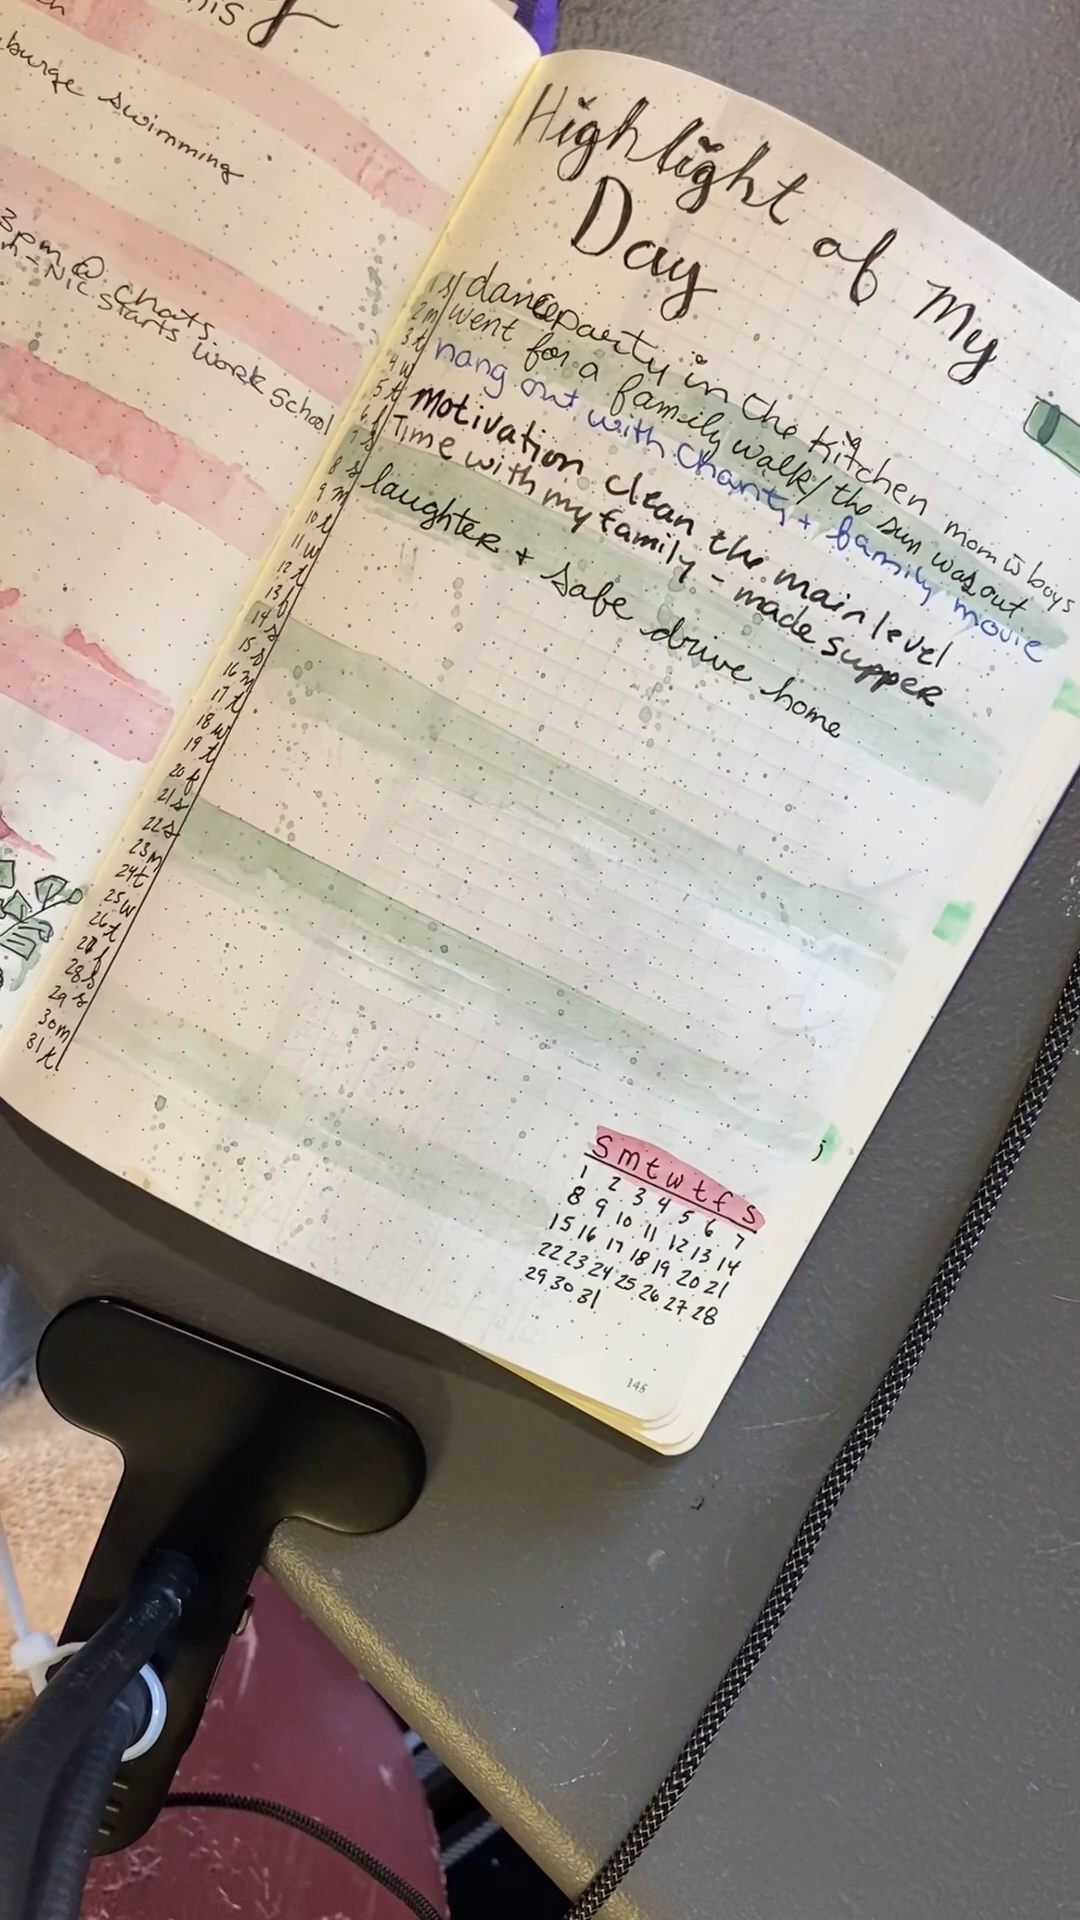 his
burge swimming
3pm @ chats
m - Nic starts work school
Highlight of My
Day
1 s danceparty in the kitchen mom w̄ boys
2 m went for a family walk / the sun was out
3 t hang out with Charity + family movie
4 w motivation clean the main level
5 t Time with my family - made supper
6 f
7 s
8 s laughter + safe drive home
9 m
10 t
11 w
12 t
13 f
14 s
15 s
16 m
17 t
18 w
19 t
20 f
21 s
22 s
23 m
24 t
25 w
26 t
27 f
28 s
29 s
30 m
31 t
S m t w t f s
1 2 3 4 5 6 7
8 9 10 11 12 13 14
15 16 17 18 19 20 21
22 23 24 25 26 27 28
29 30 31
145